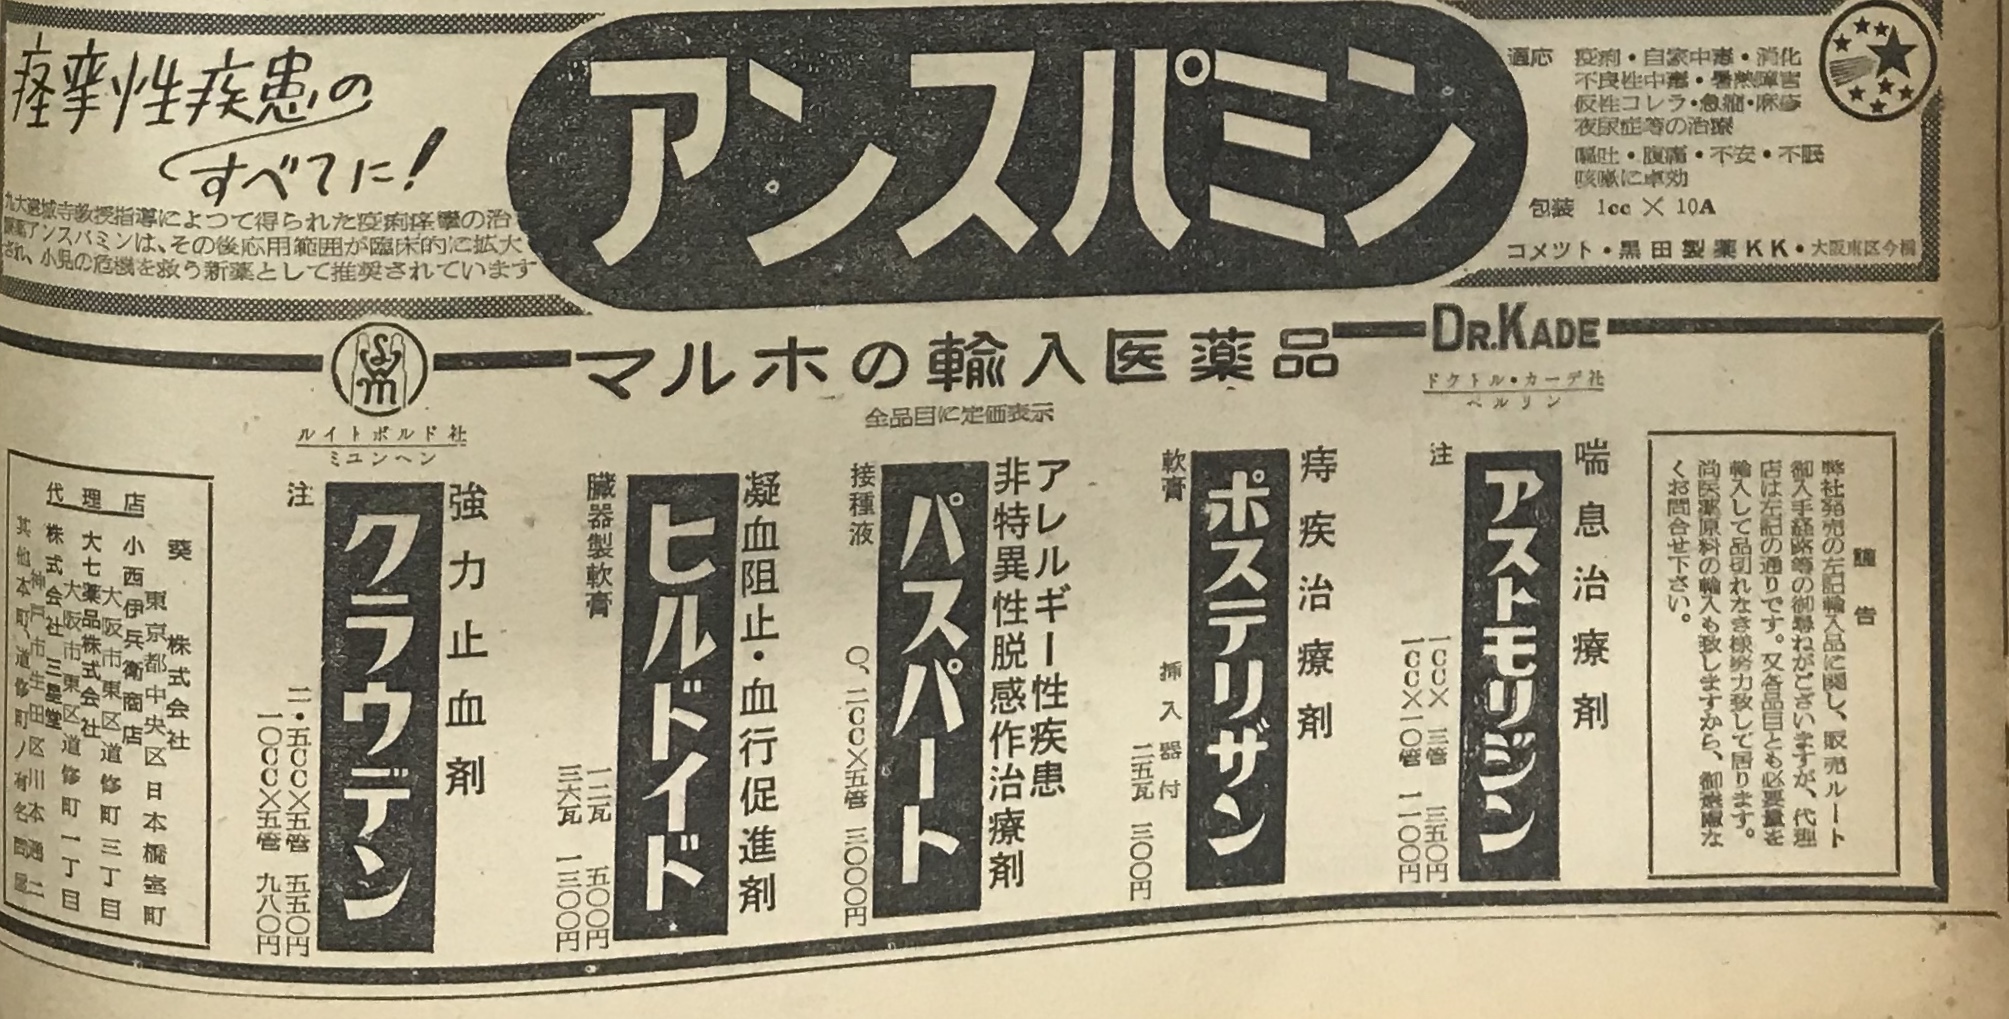 痙攣性疾患の
すべてに!
九大遠城寺教授指導によつて得られた疫痢痙攣の治
療薬アンスパミンは、その後応用範囲が臨床的に拡大
され、小児の危機を救う新薬として推奨されています
アンスパミン
適応 疫痢・自家中毒・消化
不良性中毒・暑熱障害
仮性コレラ・急癇・麻疹
夜尿症等の治療
嘔吐・腹痛・不安・不眠
咳嗽に卓効
包装 1cc × 10A
コメツト・黒田製薬KK・大阪東区今橋
マルホの輸入医薬品
全品目に定価表示
DR.KADE
ドクトル・カーデ社
ベルリン
ルイトポルド社
ミユンヘン
謹告
弊社発売の左記輸入品に関し、販売ルート
御入手経路等の御尋ねがございますが、代理
店は左記の通りです。又各品目とも必要量を
輸入して品切れなき様努力致して居ります。
尚医薬原料の輸入も致しますから、御遠慮な
くお問合せ下さい。
喘息治療剤
アストモリジン
注
1CC×三管 三五〇円
1CC×一〇管 一一〇〇円
痔疾治療剤
ポステリザン
軟膏
挿入器付
二五瓦 三〇〇円
アレルギー性疾患
非特異性脱感作治療剤
パスパート
接種液
〇、二CC×五管 三〇〇〇円
凝血阻止・血行促進剤
ヒルドイド
臓器製軟膏
一二瓦 五〇〇円
三六瓦 一三〇〇円
強力止血剤
クラウデン
注
二・五CC×五管 五五〇円
一〇CC×五管 九八〇円
代理店
葵 株式会社
東京都中央区日本橋室町
小西伊兵衛商店
大阪市東区道修町三丁目
大七薬品株式会社
大阪市東区道修町一丁目
株式会社 三星堂
神戸市生田区川本通二
其他本町、道修町ノ有名問屋